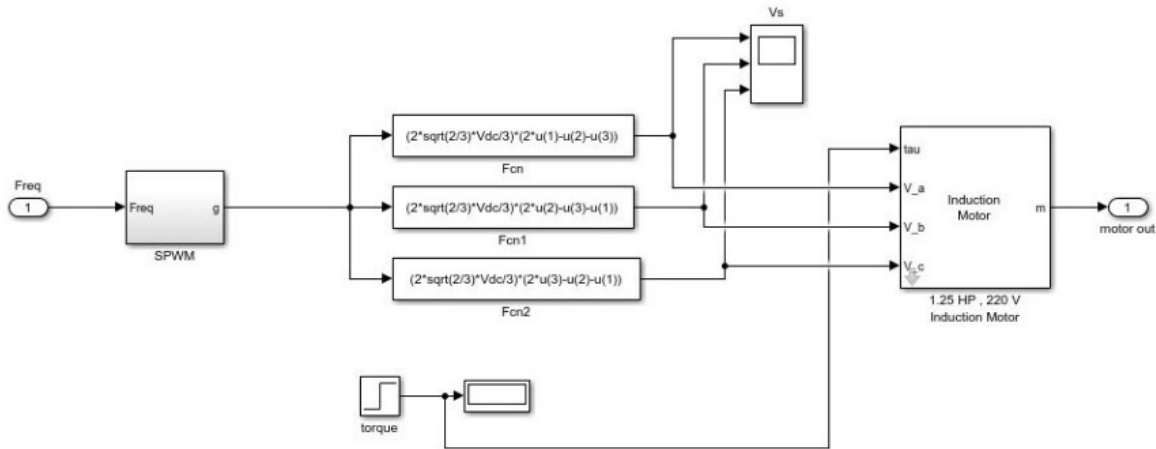 Vs
(2*sqrt(2/3)*Vdc/3)*(2*u(1)-u(2)-u(3))
Fcn
Freq
1
Freq
g
SPWM
(2*sqrt(2/3)*Vdc/3)*(2*u(2)-u(3)-u(1))
Fcn1
(2*sqrt(2/3)*Vdc/3)*(2*u(3)-u(2)-u(1))
Fcn2
tau
V_a
V_b
V_c
Induction
Motor
m
1
motor out
1.25 HP , 220 V
Induction Motor
torque